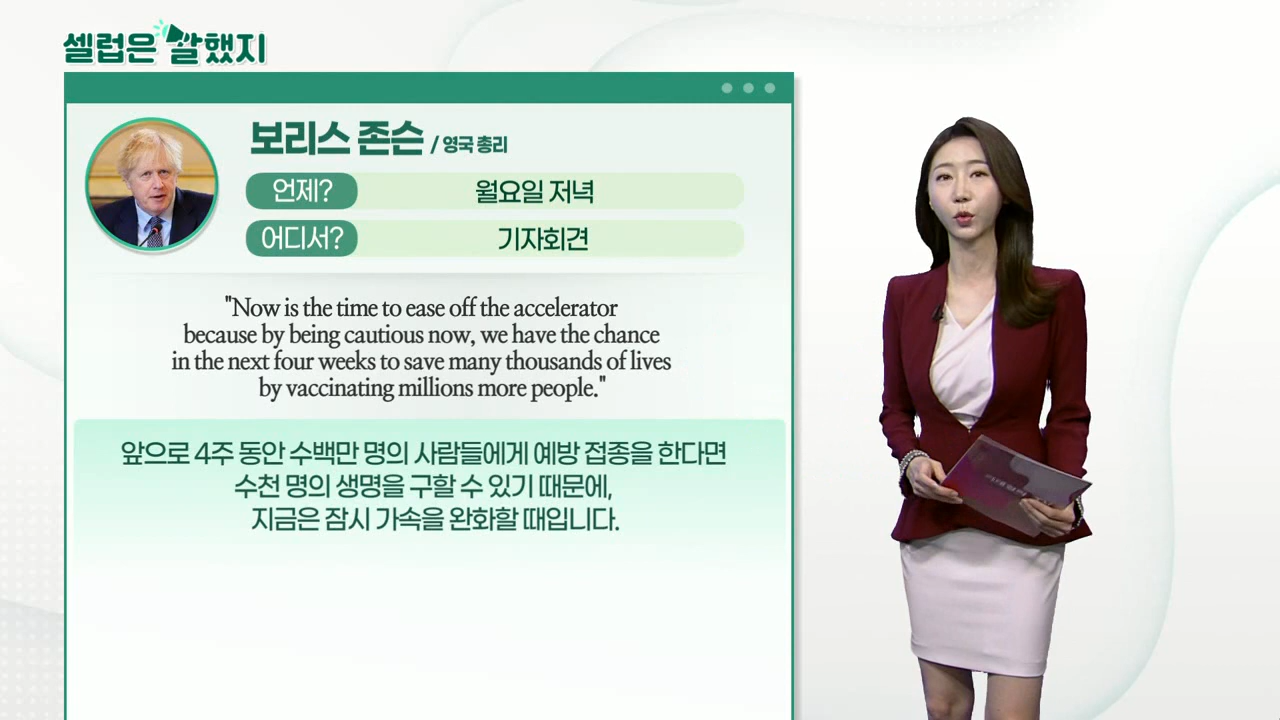 셀럽은 말했지
보리스 존슨 / 영국 총리
언제? 월요일 저녁
어디서? 기자회견
"Now is the time to ease off the accelerator
because by being cautious now, we have the chance
in the next four weeks to save many thousands of lives
by vaccinating millions more people."
앞으로 4주 동안 수백만 명의 사람들에게 예방 접종을 한다면
수천 명의 생명을 구할 수 있기 때문에,
지금은 잠시 가속을 완화할 때입니다.